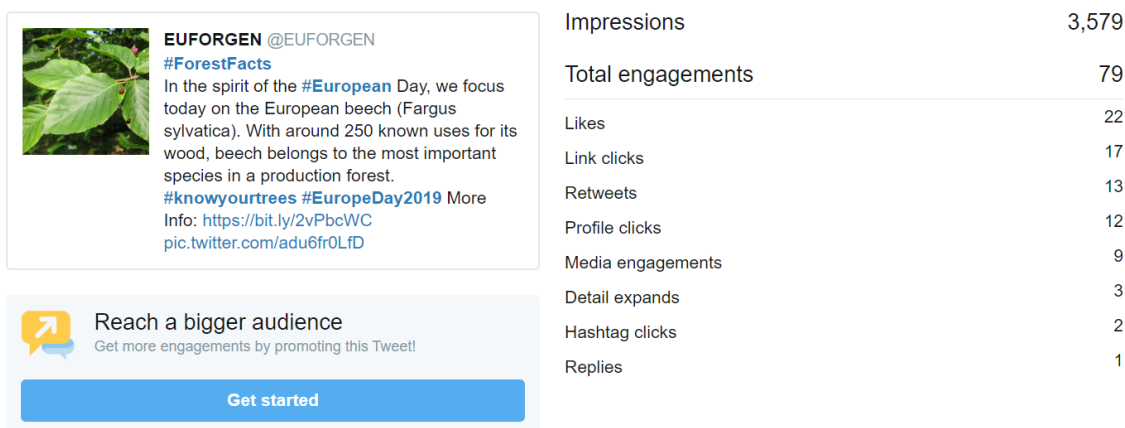 EUFORGEN @EUFORGEN
#ForestFacts
In the spirit of the #European Day, we focus
today on the European beech (Fargus
sylvatica). With around 250 known uses for its
wood, beech belongs to the most important
species in a production forest.
#knowyourtrees #EuropeDay2019 More
Info: https://bit.ly/2vPbcWC
pic.twitter.com/adu6fr0LfD
Reach a bigger audience
Get more engagements by promoting this Tweet!
Get started
Impressions 3,579
Total engagements 79
Likes 22
Link clicks 17
Retweets 13
Profile clicks 12
Media engagements 9
Detail expands 3
Hashtag clicks 2
Replies 1